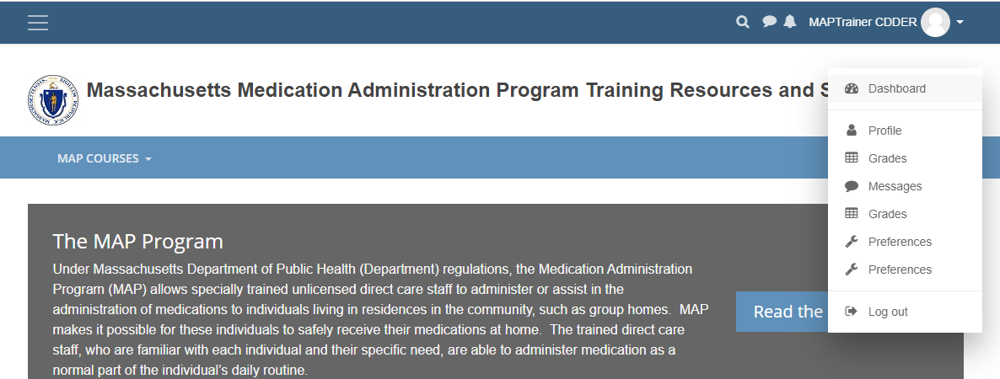 MAPTrainer CDDER
Massachusetts Medication Administration Program Training Resources and S
Dashboard
Profile
Grades
Messages
Grades
Preferences
Preferences
Log out
MAP COURSES
The MAP Program
Under Massachusetts Department of Public Health (Department) regulations, the Medication Administration
Program (MAP) allows specially trained unlicensed direct care staff to administer or assist in the
administration of medications to individuals living in residences in the community, such as group homes.  MAP
makes it possible for these individuals to safely receive their medications at home.  The trained direct care
staff, who are familiar with each individual and their specific need, are able to administer medication as a
normal part of the individual’s daily routine.
Read the